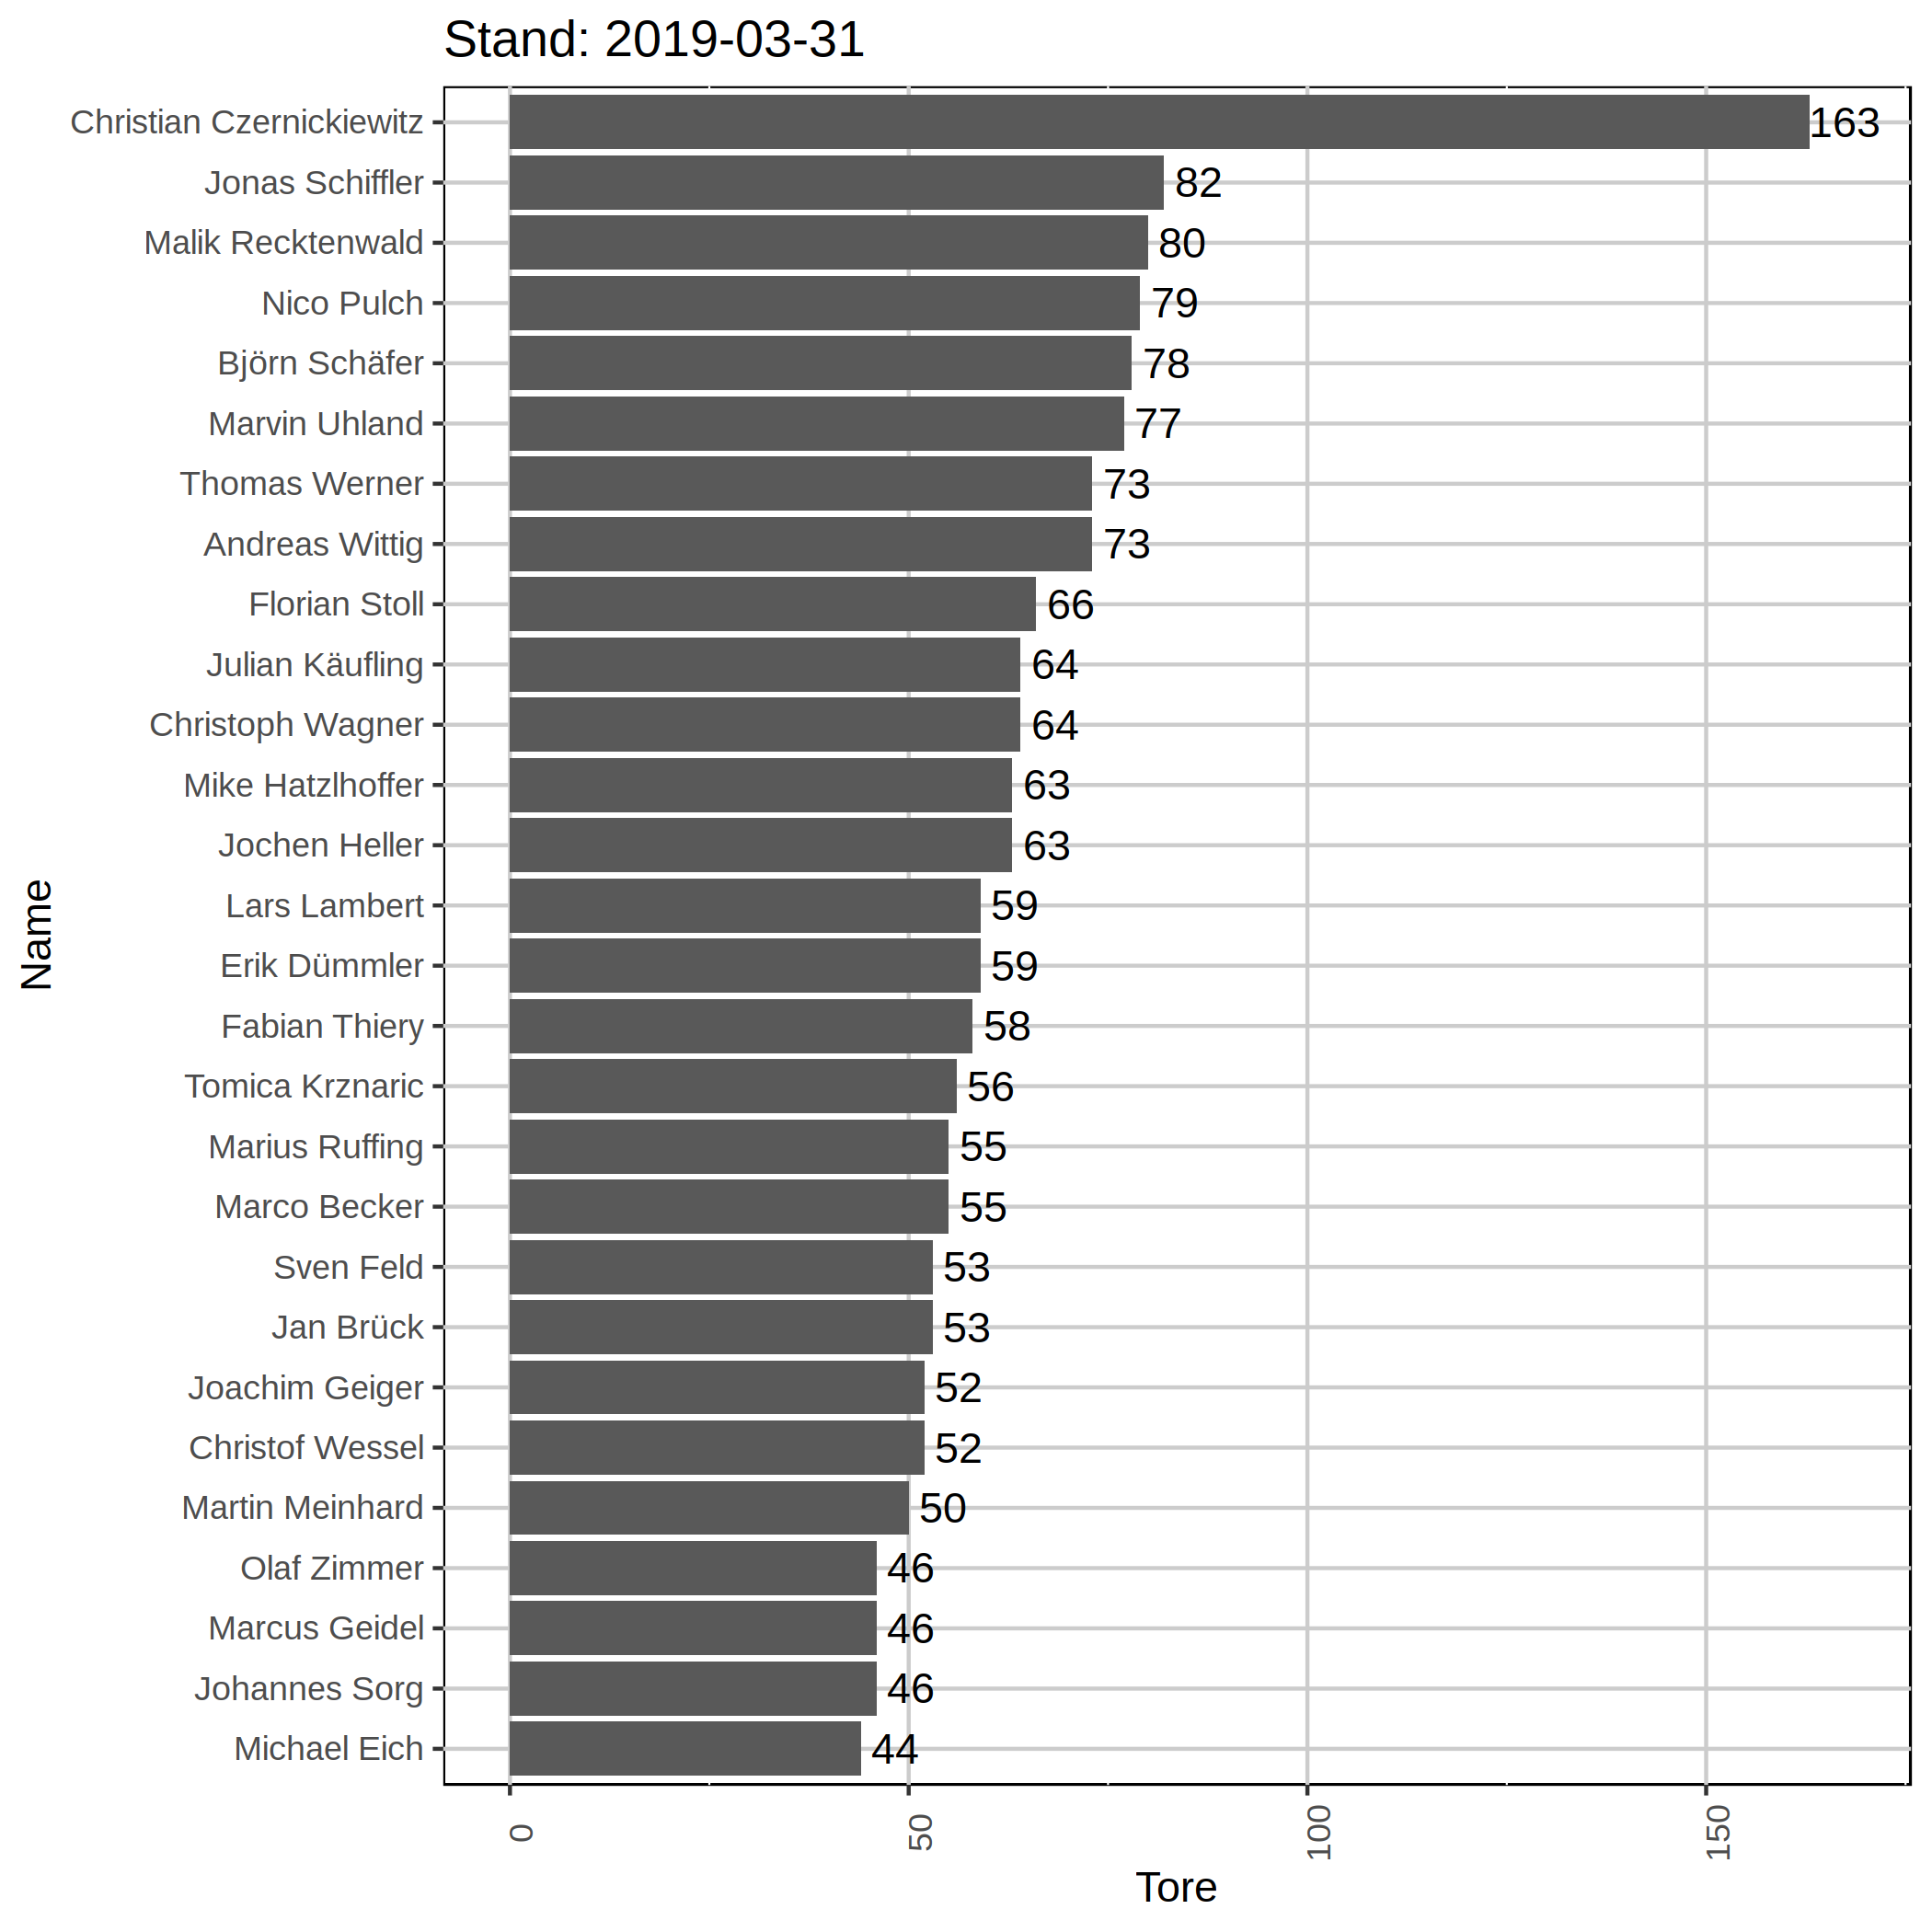 Stand: 2019-03-31
Christian Czernickiewitz 163
Jonas Schiffler 82
Malik Recktenwald 80
Nico Pulch 79
Björn Schäfer 78
Marvin Uhland 77
Thomas Werner 73
Andreas Wittig 73
Florian Stoll 66
Julian Käufling 64
Christoph Wagner 64
Mike Hatzlhoffer 63
Jochen Heller 63
Lars Lambert 59
Erik Dümmler 59
Fabian Thiery 58
Tomica Krznaric 56
Marius Ruffing 55
Marco Becker 55
Sven Feld 53
Jan Brück 53
Joachim Geiger 52
Christof Wessel 52
Martin Meinhard 50
Olaf Zimmer 46
Marcus Geidel 46
Johannes Sorg 46
Michael Eich 44
Name
0 50 100 150
Tore